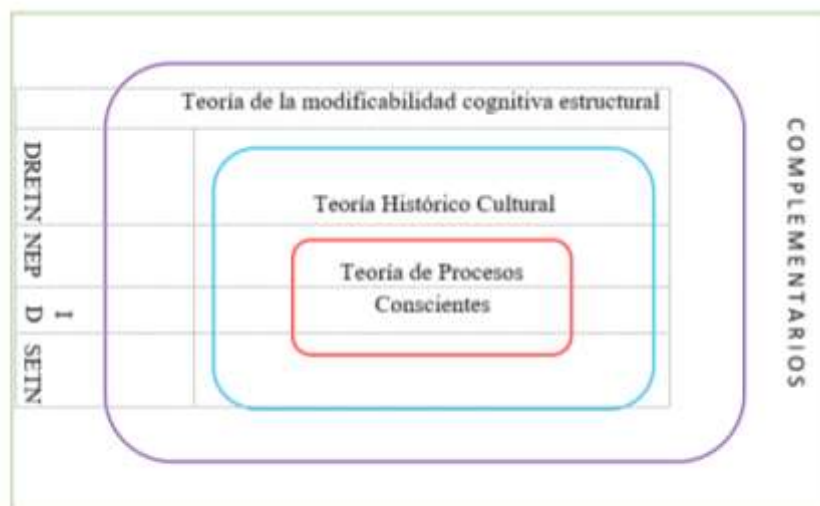 Teoría de la modificabilidad cognitiva estructural
Teoría Histórico Cultural
Teoría de Procesos
Conscientes
DRETN NEP
I
D
SETN
COMPLEMENTARIOS